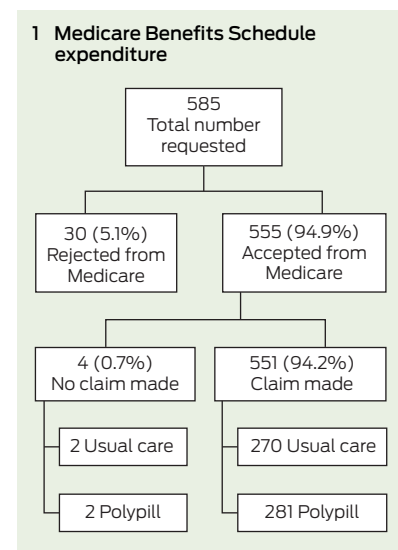 1 Medicare Benefits Schedule
expenditure
585
Total number
requested
30 (5.1%)
Rejected from
Medicare
555 (94.9%)
Accepted from
Medicare
4 (0.7%)
No claim made
551 (94.2%)
Claim made
2 Usual care
270 Usual care
2 Polypill
281 Polypill